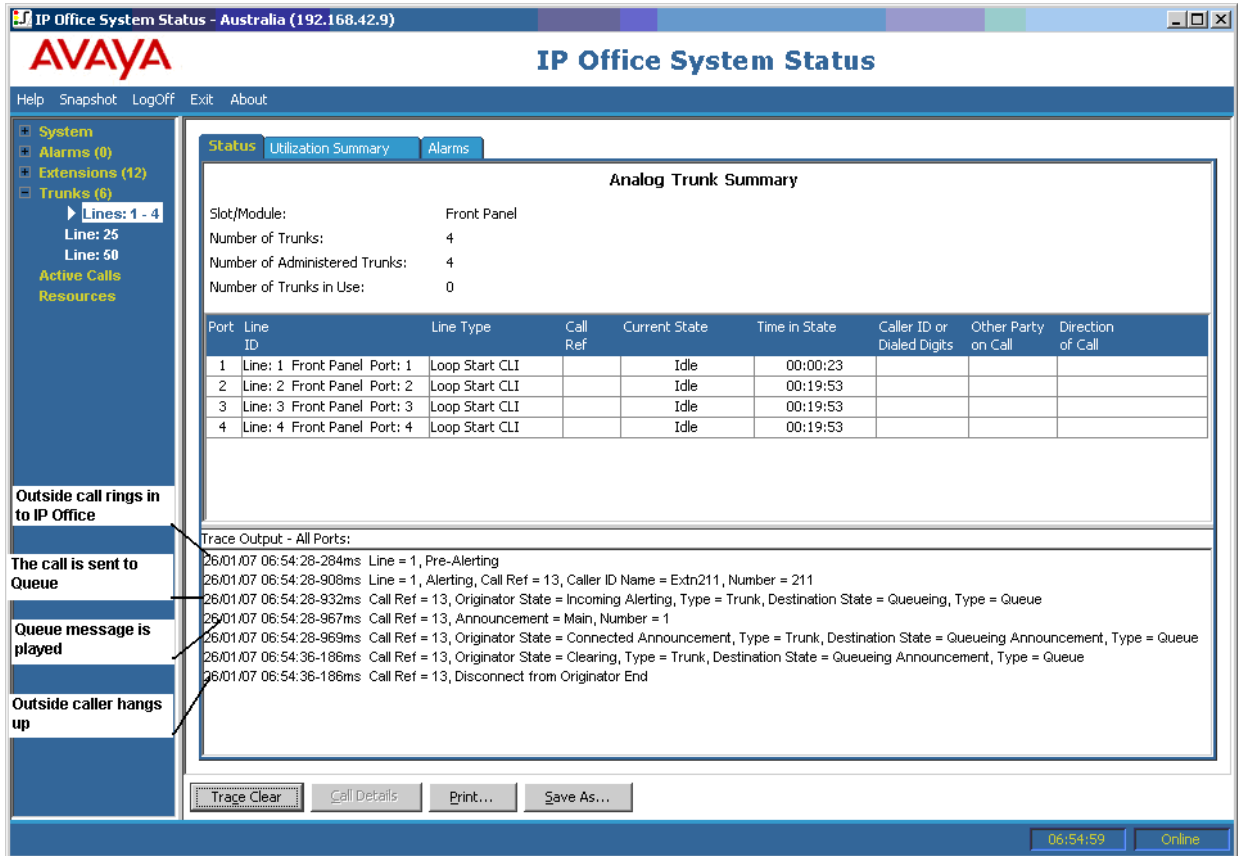 IP Office System Status - Australia (192.168.42.9)
AVAYA
IP Office System Status
Help Snapshot LogOff Exit About
System
Alarms (0)
Extensions (12)
Trunks (6)
Lines: 1 - 4
Line: 25
Line: 50
Active Calls
Resources
Status Utilization Summary Alarms
Analog Trunk Summary
Slot/Module: Front Panel
Number of Trunks: 4
Number of Administered Trunks: 4
Number of Trunks in Use: 0
Port Line ID Line Type Call Ref Current State Time in State Caller ID or Dialed Digits Other Party on Call Direction of Call
1 Line: 1 Front Panel Port: 1 Loop Start CLI Idle 00:00:23
2 Line: 2 Front Panel Port: 2 Loop Start CLI Idle 00:19:53
3 Line: 3 Front Panel Port: 3 Loop Start CLI Idle 00:19:53
4 Line: 4 Front Panel Port: 4 Loop Start CLI Idle 00:19:53
Outside call rings in
to IP Office
The call is sent to
Queue
Queue message is
played
Outside caller hangs
up
Trace Output - All Ports:
26/01/07 06:54:28-284ms Line = 1, Pre-Alerting
26/01/07 06:54:28-908ms Line = 1, Alerting, Call Ref = 13, Caller ID Name = Extn211, Number = 211
26/01/07 06:54:28-932ms Call Ref = 13, Originator State = Incoming Alerting, Type = Trunk, Destination State = Queueing, Type = Queue
26/01/07 06:54:28-967ms Call Ref = 13, Announcement = Main, Number = 1
26/01/07 06:54:28-969ms Call Ref = 13, Originator State = Connected Announcement, Type = Trunk, Destination State = Queueing Announcement, Type = Queue
26/01/07 06:54:36-186ms Call Ref = 13, Originator State = Clearing, Type = Trunk, Destination State = Queueing Announcement, Type = Queue
26/01/07 06:54:36-186ms Call Ref = 13, Disconnect from Originator End
Trace Clear Call Details Print... Save As...
06:54:59 Online